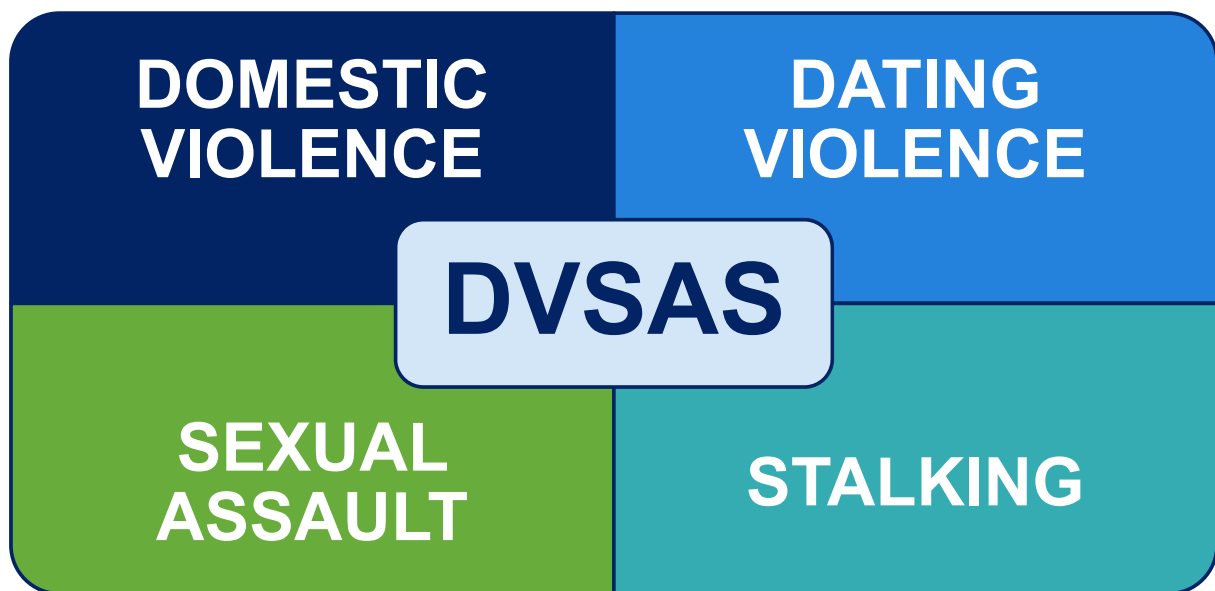 DOMESTIC
VIOLENCE
DATING
VIOLENCE
DVSAS
SEXUAL
ASSAULT
STALKING